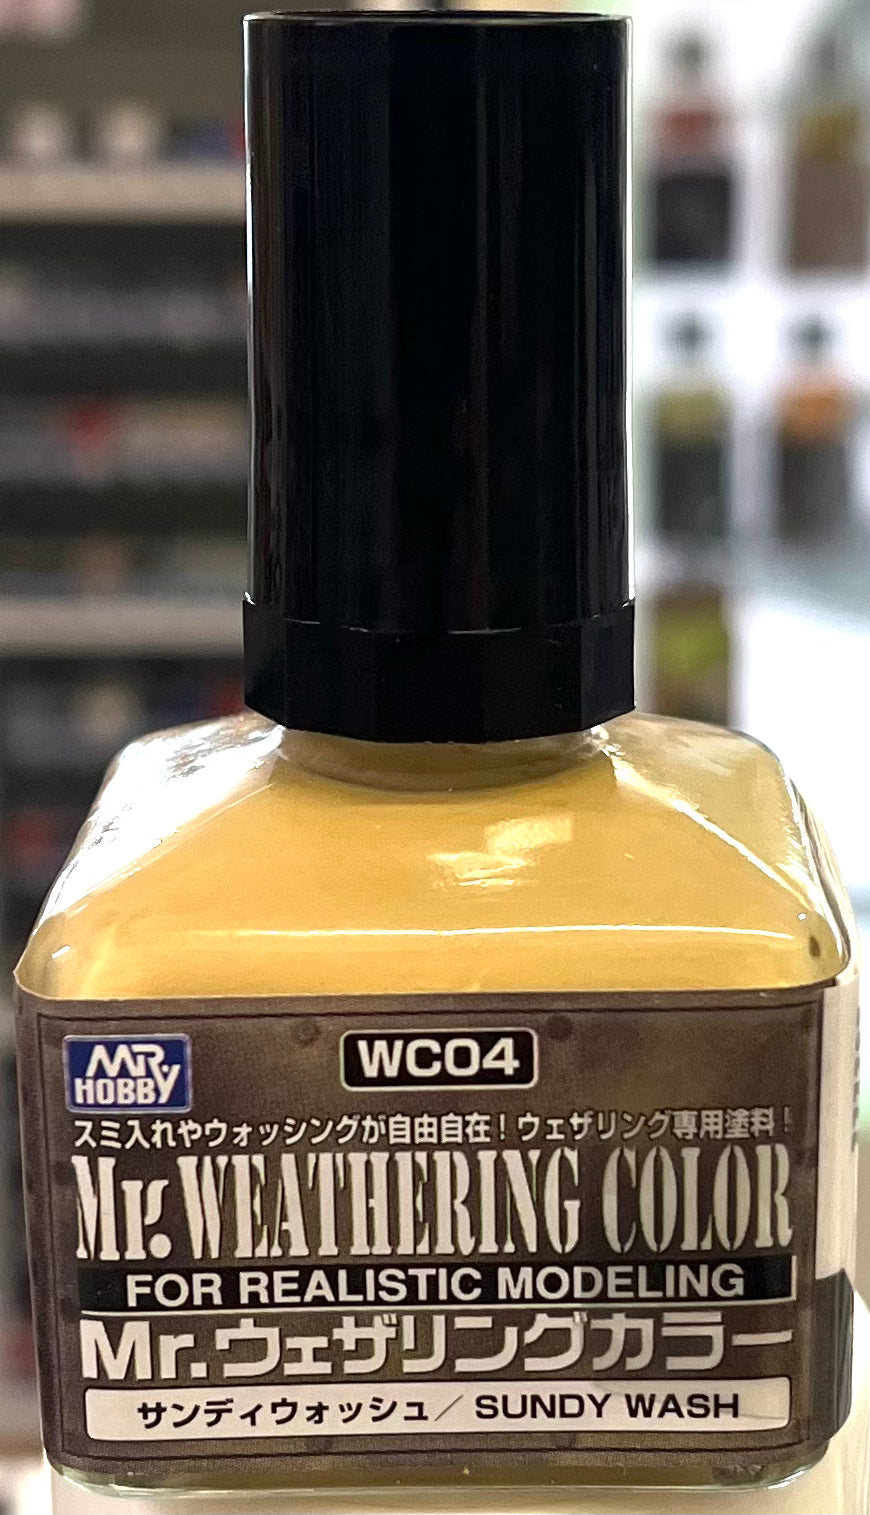 MR. HOBBY
WC04
スミ入れやウォッシングが自由自在！ウェザリング専用塗料！
Mr. WEATHERING COLOR
FOR REALISTIC MODELING
Mr.ウェザリングカラー
サンディウォッシュ／SUNDY WASH